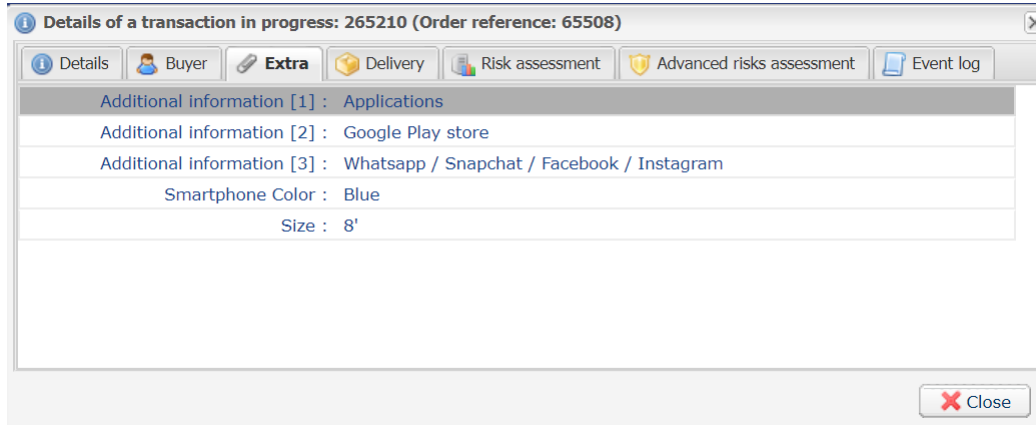 Details of a transaction in progress: 265210 (Order reference: 65508)
Details Buyer Extra Delivery Risk assessment Advanced risks assessment Event log
Additional information [1] : Applications
Additional information [2] : Google Play store
Additional information [3] : Whatsapp / Snapchat / Facebook / Instagram
Smartphone Color : Blue
Size : 8'
Close